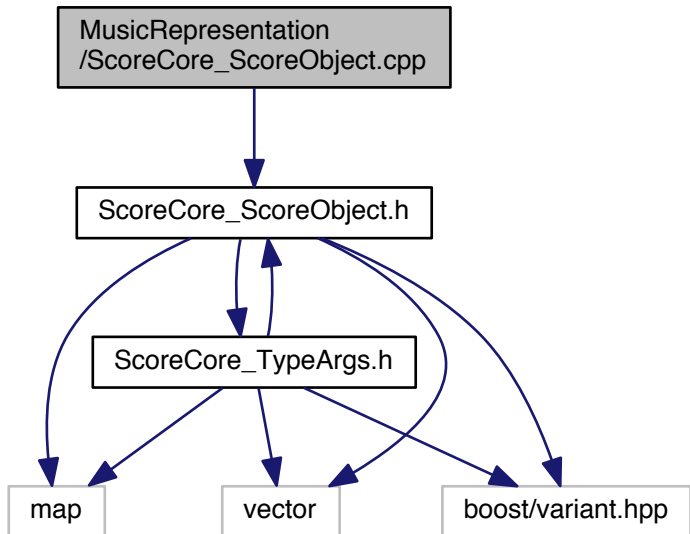 MusicRepresentation
/ScoreCore_ScoreObject.cpp
ScoreCore_ScoreObject.h
ScoreCore_TypeArgs.h
map
vector
boost/variant.hpp